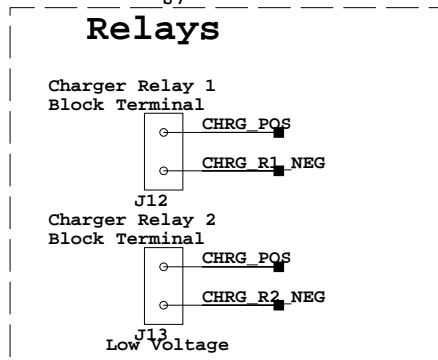 Relays
Charger Relay 1
Block Terminal
CHRG_POS
CHRG_R1_NEG
J12
Charger Relay 2
Block Terminal
CHRG_POS
CHRG_R2_NEG
J13
Low Voltage